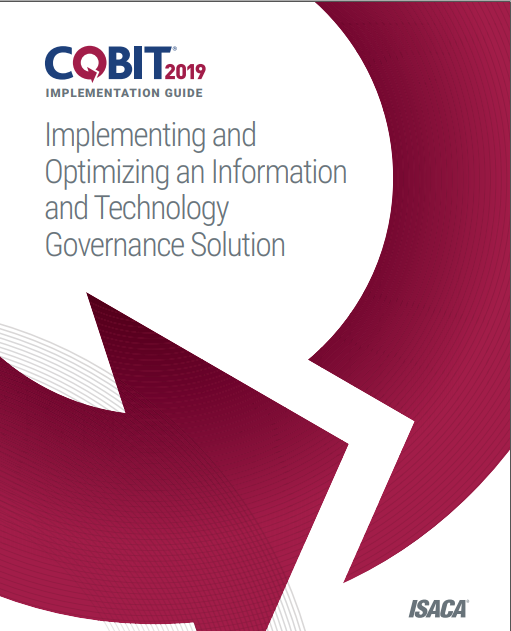 COBIT® 2019
IMPLEMENTATION GUIDE
Implementing and
Optimizing an Information
and Technology
Governance Solution
ISACA®